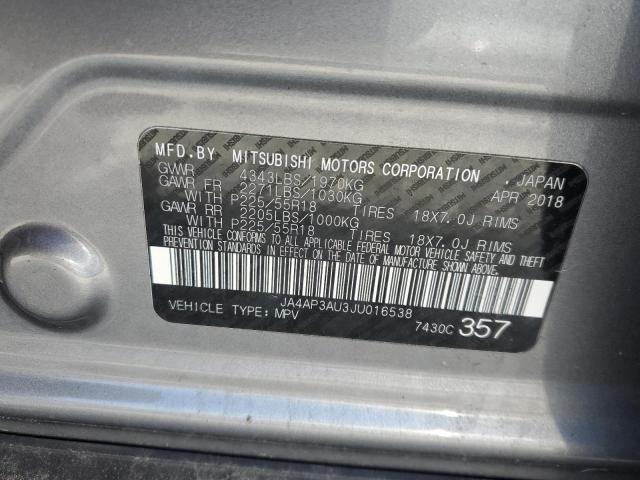 MFD.BY MITSUBISHI MOTORS CORPORATION , JAPAN
GVWR 4343LBS/1970KG APR 2018
GAWR FR 2271LBS/1030KG
WITH P225/55R18 TIRES 18X7.0J RIMS
GAWR RR 2205LBS/1000KG
WITH P225/55R18 TIRES 18X7.0J RIMS
THIS VEHICLE CONFORMS TO ALL APPLICABLE FEDERAL MOTOR VEHICLE SAFETY AND THEFT
PREVENTION STANDARDS IN EFFECT ON THE DATE OF MANUFACTURE SHOWN ABOVE.
JA4AP3AU3JU016538
VEHICLE TYPE:MPV 7430C 357